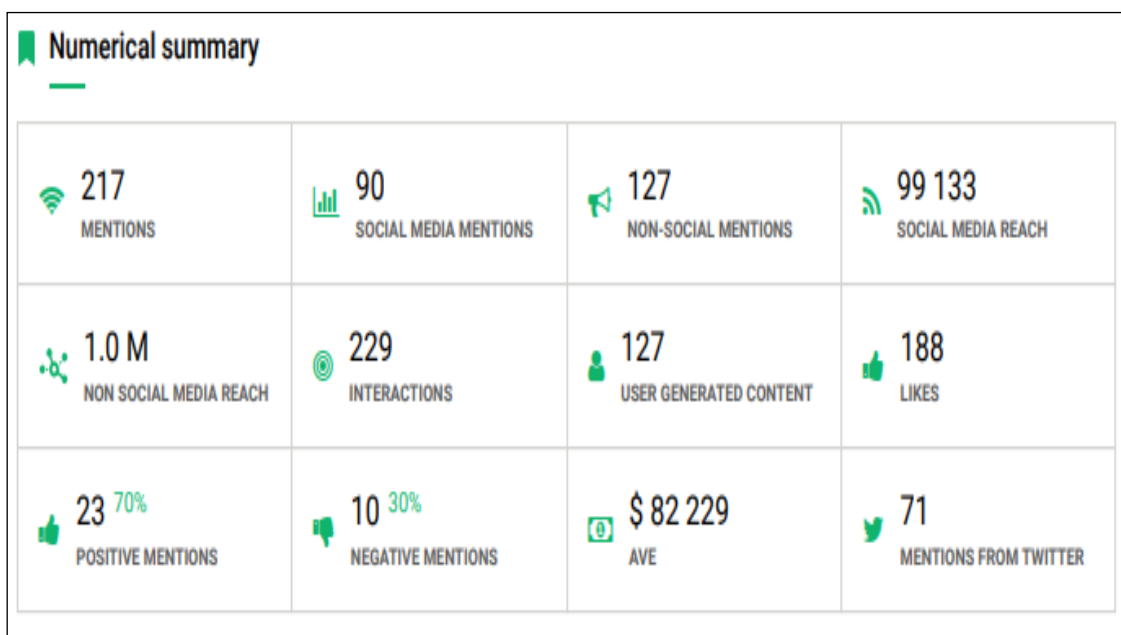 Numerical summary
217
MENTIONS
90
SOCIAL MEDIA MENTIONS
127
NON-SOCIAL MENTIONS
99 133
SOCIAL MEDIA REACH
1.0 M
NON SOCIAL MEDIA REACH
229
INTERACTIONS
127
USER GENERATED CONTENT
188
LIKES
23 70%
POSITIVE MENTIONS
10 30%
NEGATIVE MENTIONS
$ 82 229
AVE
71
MENTIONS FROM TWITTER